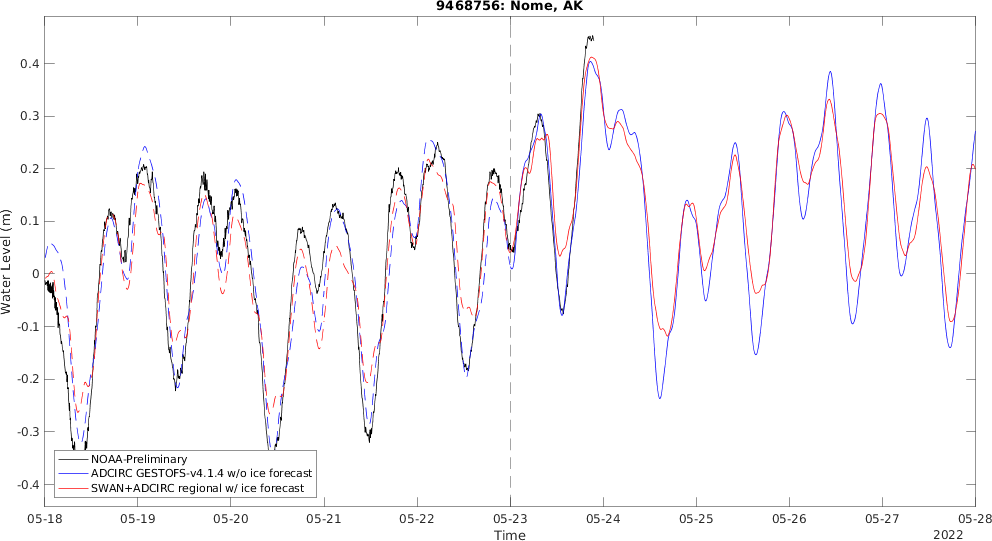 9468756: Nome, AK
Water Level (m)
0.4
0.3
0.2
0.1
0
-0.1
-0.2
-0.3
-0.4
NOAA-Preliminary
ADCIRC GESTOFS-v4.1.4 w/o ice forecast
SWAN+ADCIRC regional w/ ice forecast
05-18 05-19 05-20 05-21 05-22 05-23 05-24 05-25 05-26 05-27 05-28
Time
2022